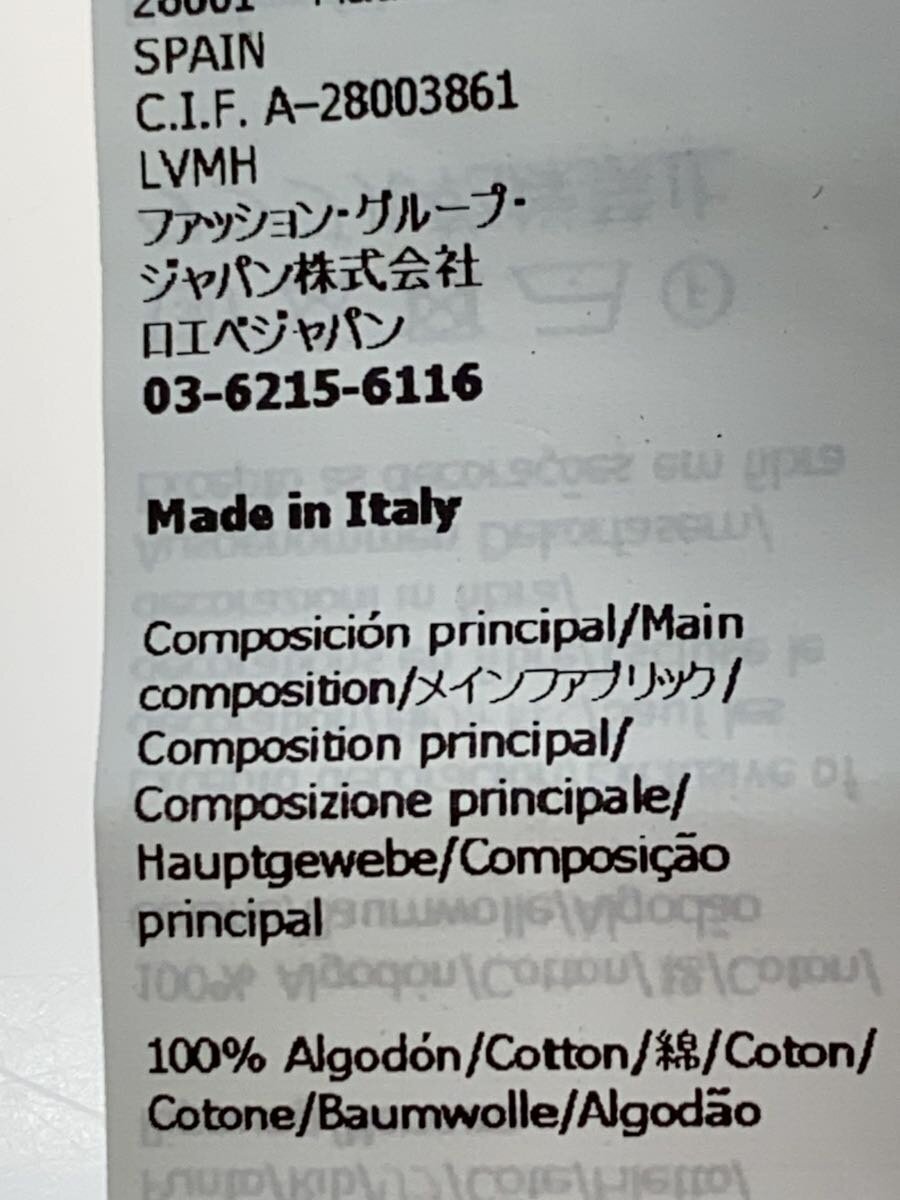 28001
SPAIN
C.I.F. A-28003861
LVMH
ファッション・グループ・
ジャパン株式会社
ロエベジャパン
03-6215-6116
Made in Italy
Composición principal/Main
composition/メインファブリック/
Composition principal/
Composizione principale/
Hauptgewebe/Composição
principal
100% Algodón/Cotton/綿/Coton/
Cotone/Baumwolle/Algodão